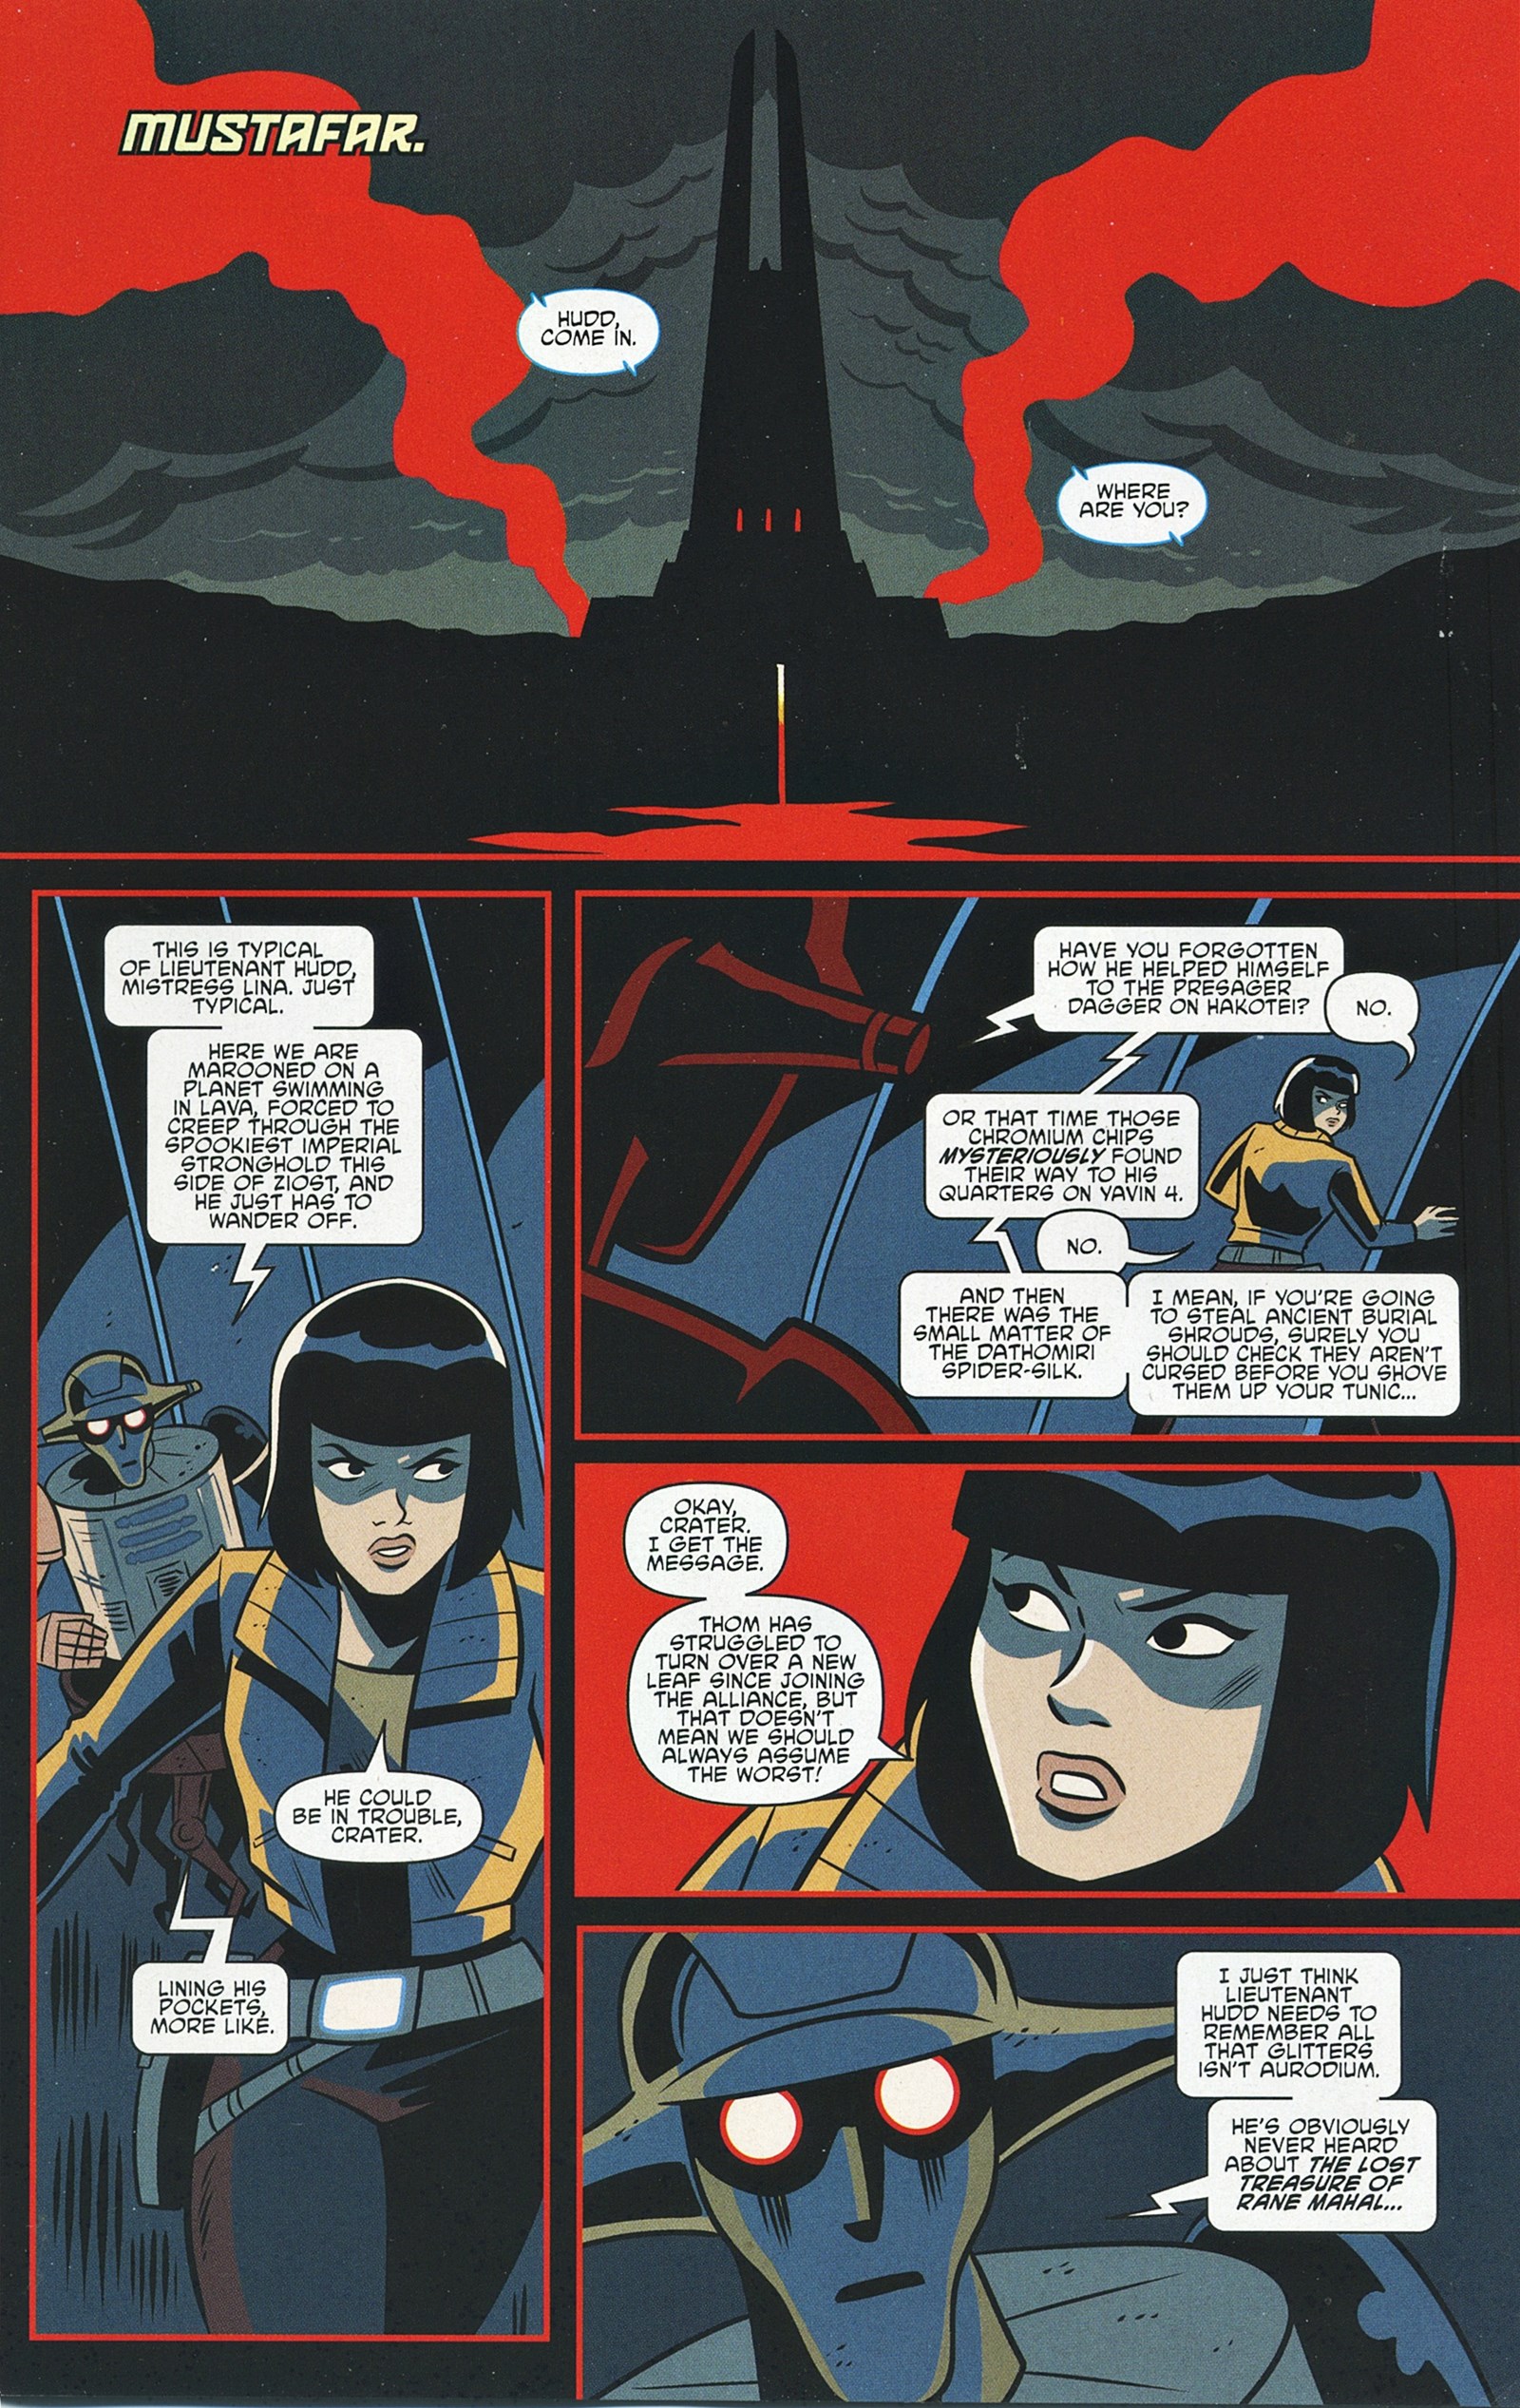 MUSTAFAR.
HUDD,
COME IN.
WHERE
ARE YOU?
THIS IS TYPICAL
OF LIEUTENANT HUDD,
MISTRESS LINA. JUST
TYPICAL.
HERE WE ARE
MAROONED ON A
PLANET SWIMMING
IN LAVA, FORCED TO
CREEP THROUGH THE
SPOOKIEST IMPERIAL
STRONGHOLD THIS
SIDE OF ZIOST, AND
HE JUST HAS TO
WANDER OFF.
HE COULD
BE IN TROUBLE,
CRATER.
LINING HIS
POCKETS,
MORE LIKE.
HAVE YOU FORGOTTEN
HOW HE HELPED HIMSELF
TO THE PRESAGER
DAGGER ON HAKOTEI?
NO.
OR THAT TIME THOSE
CHROMIUM CHIPS
MYSTERIOUSLY FOUND
THEIR WAY TO HIS
QUARTERS ON YAVIN 4.
NO.
AND THEN
THERE WAS THE
SMALL MATTER OF
THE DATHOMIRI
SPIDER-SILK.
I MEAN, IF YOU'RE GOING
TO STEAL ANCIENT BURIAL
SHROUDS, SURELY YOU
SHOULD CHECK THEY AREN'T
CURSED BEFORE YOU SHOVE
THEM UP YOUR TUNIC...
OKAY,
CRATER.
I GET THE
MESSAGE.
THOM HAS
STRUGGLED TO
TURN OVER A NEW
LEAF SINCE JOINING
THE ALLIANCE, BUT
THAT DOESN'T
MEAN WE SHOULD
ALWAYS ASSUME
THE WORST!
I JUST THINK
LIEUTENANT
HUDD NEEDS TO
REMEMBER ALL
THAT GLITTERS
ISN'T AURODIUM.
HE'S OBVIOUSLY
NEVER HEARD
ABOUT THE LOST
TREASURE OF
RANE MAHAL...